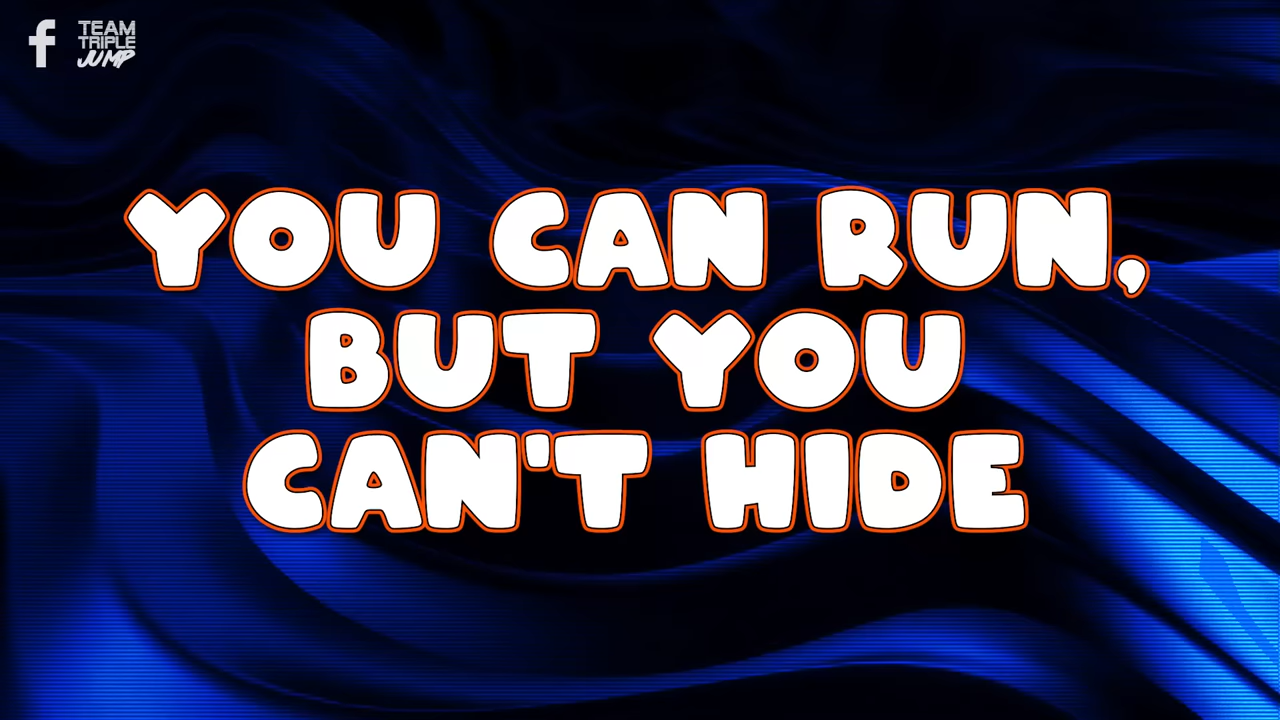 f
TEAM
TRIPLE
JUMP
YOU CAN RUN,
BUT YOU
CAN'T HIDE